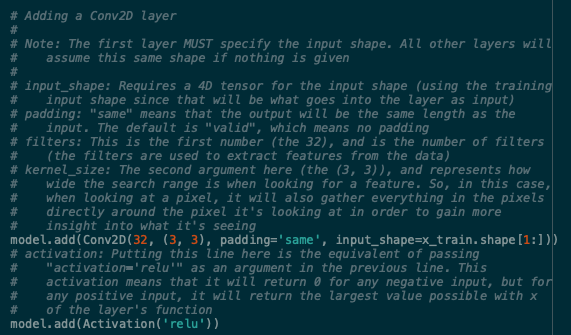 # Adding a Conv2D layer
#
# Note: The first layer MUST specify the input shape. All other layers will
#    assume this same shape if nothing is given
#
# input_shape: Requires a 4D tensor for the input shape (using the training
#    input shape since that will be what goes into the layer as input)
# padding: "same" means that the output will be the same length as the
#    input. The default is "valid", which means no padding
# filters: This is the first number (the 32), and is the number of filters
#    (the filters are used to extract features from the data)
# kernel_size: The second argument here (the (3, 3)), and represents how
#    wide the search range is when looking for a feature. So, in this case,
#    when looking at a pixel, it will also gather everything in the pixels
#    directly around the pixel it's looking at in order to gain more
#    insight into what it's seeing
model.add(Conv2D(32, (3, 3), padding='same', input_shape=x_train.shape[1:]))
# activation: Putting this line here is the equivalent of passing
#    "activation='relu'" as an argument in the previous line. This
#    activation means that it will return 0 for any negative input, but for
#    any positive input, it will return the largest value possible with x
#    of the layer's function
model.add(Activation('relu'))